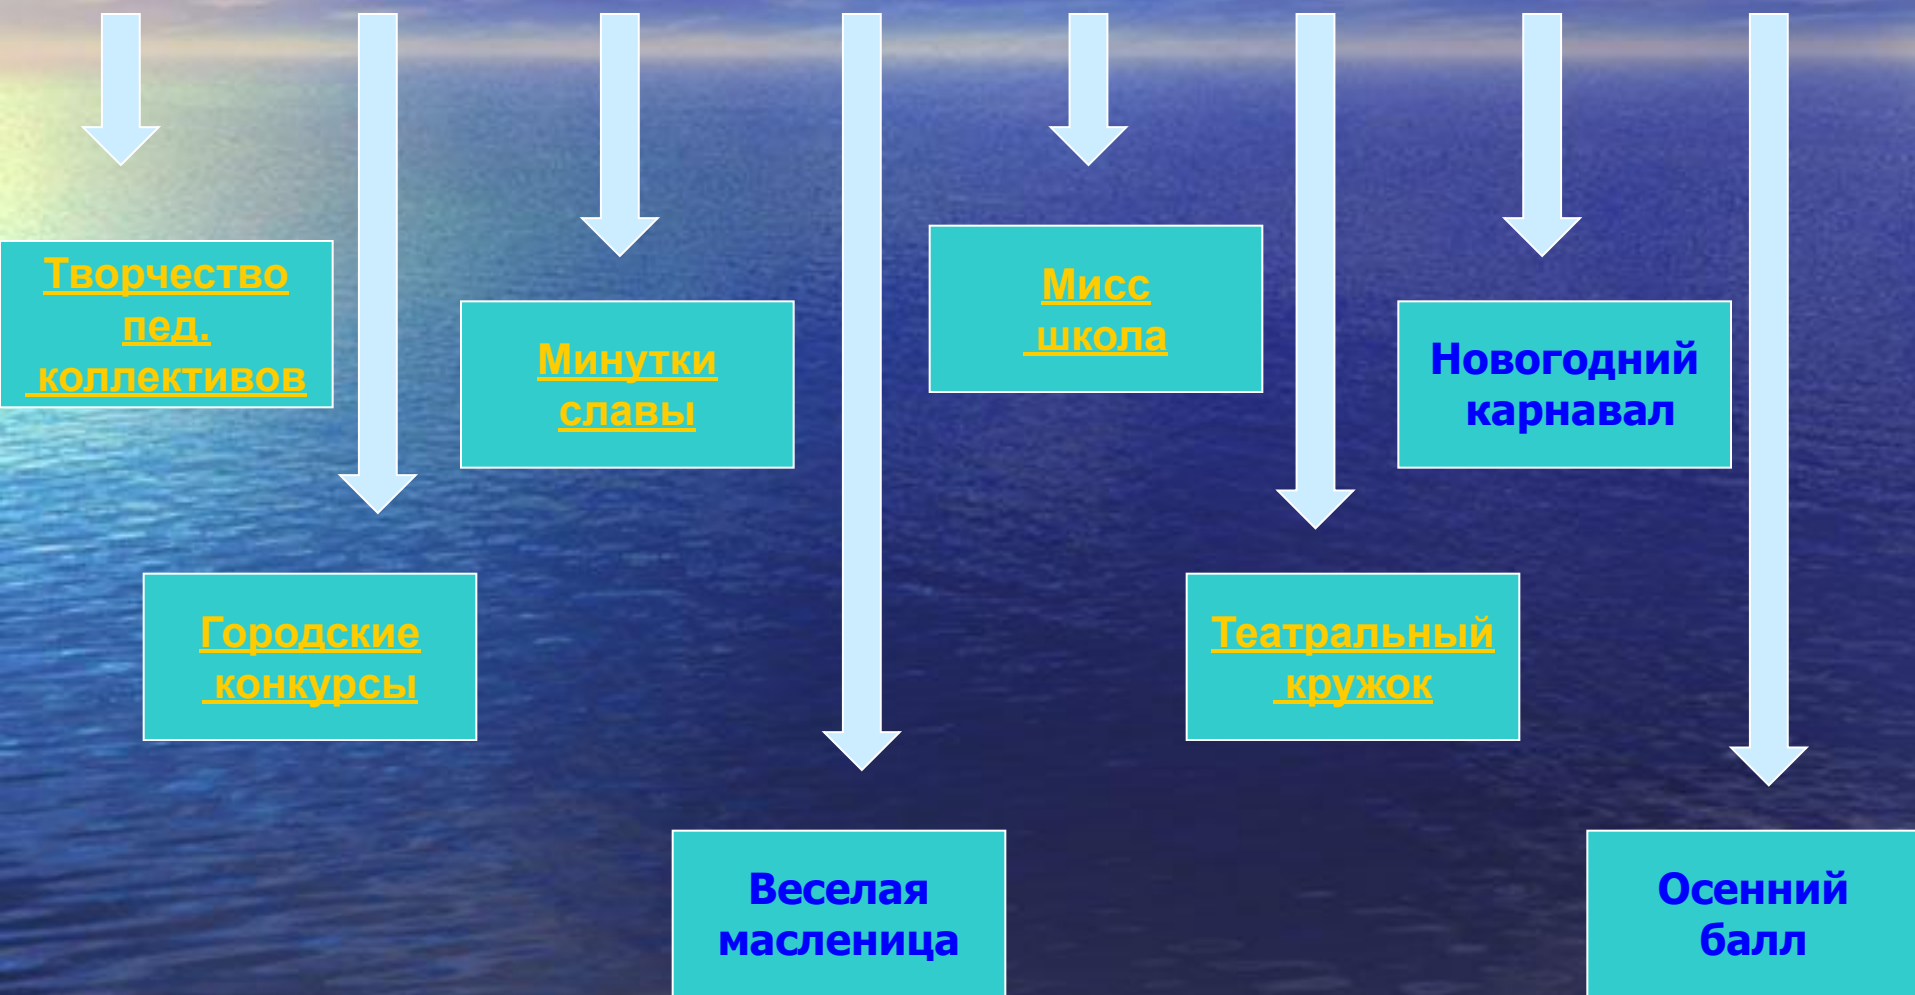 Творчество
пед.
коллективов
Городские
конкурсы
Минутки
славы
Веселая
масленица
Мисс
школа
Театральный
кружок
Новогодний
карнавал
Осенний
балл